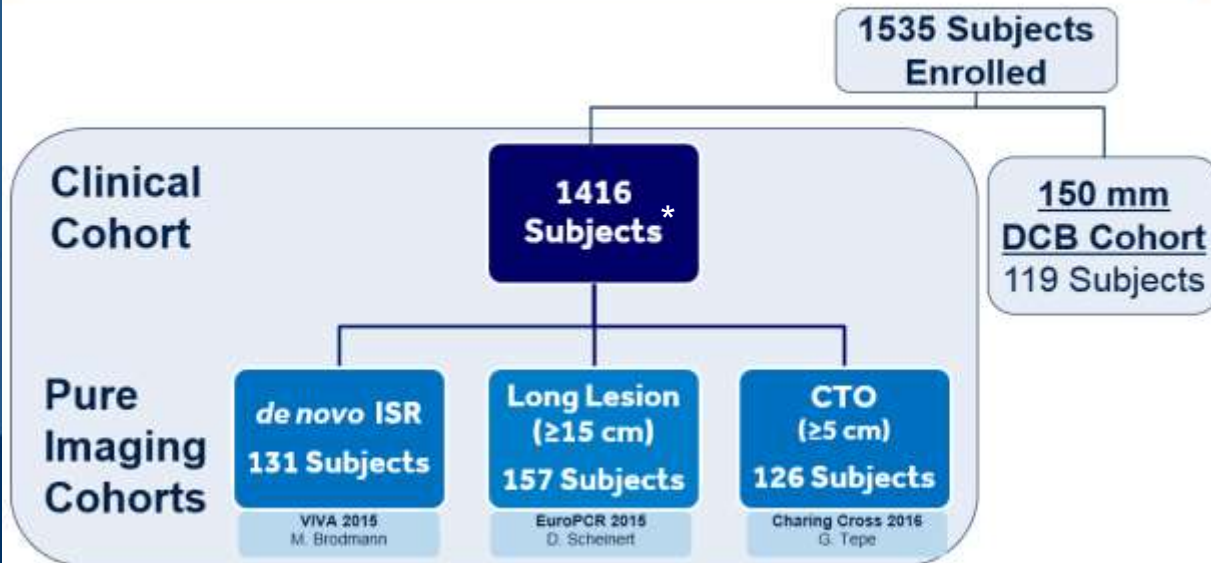 1535 Subjects
Enrolled
Clinical
Cohort
1416
Subjects*
150 mm
DCB Cohort
119 Subjects
Pure
Imaging
Cohorts
de novo ISR
131 Subjects
Long Lesion
(≥15 cm)
157 Subjects
CTO
(≥5 cm)
126 Subjects
VIVA 2015
M. Brodmann
EuroPCR 2015
D. Scheinert
Charing Cross 2016
G. Tepe